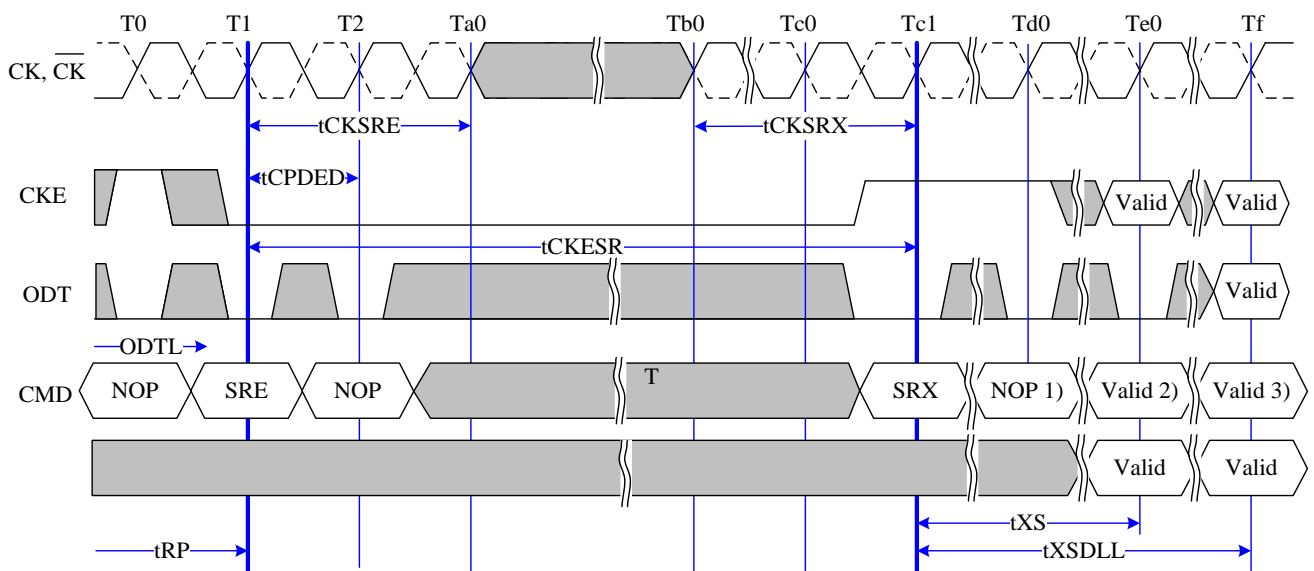 T0 T1 T2 Ta0 Tb0 Tc0 Tc1 Td0 Te0 Tf
CK, CK
tCKSRE tCKSRX
tCPDED
CKE Valid Valid
tCKESR
ODT Valid
ODTL
T
CMD NOP SRE NOP SRX NOP 1) Valid 2) Valid 3)
Valid Valid
tXS
tRP tXSDLL